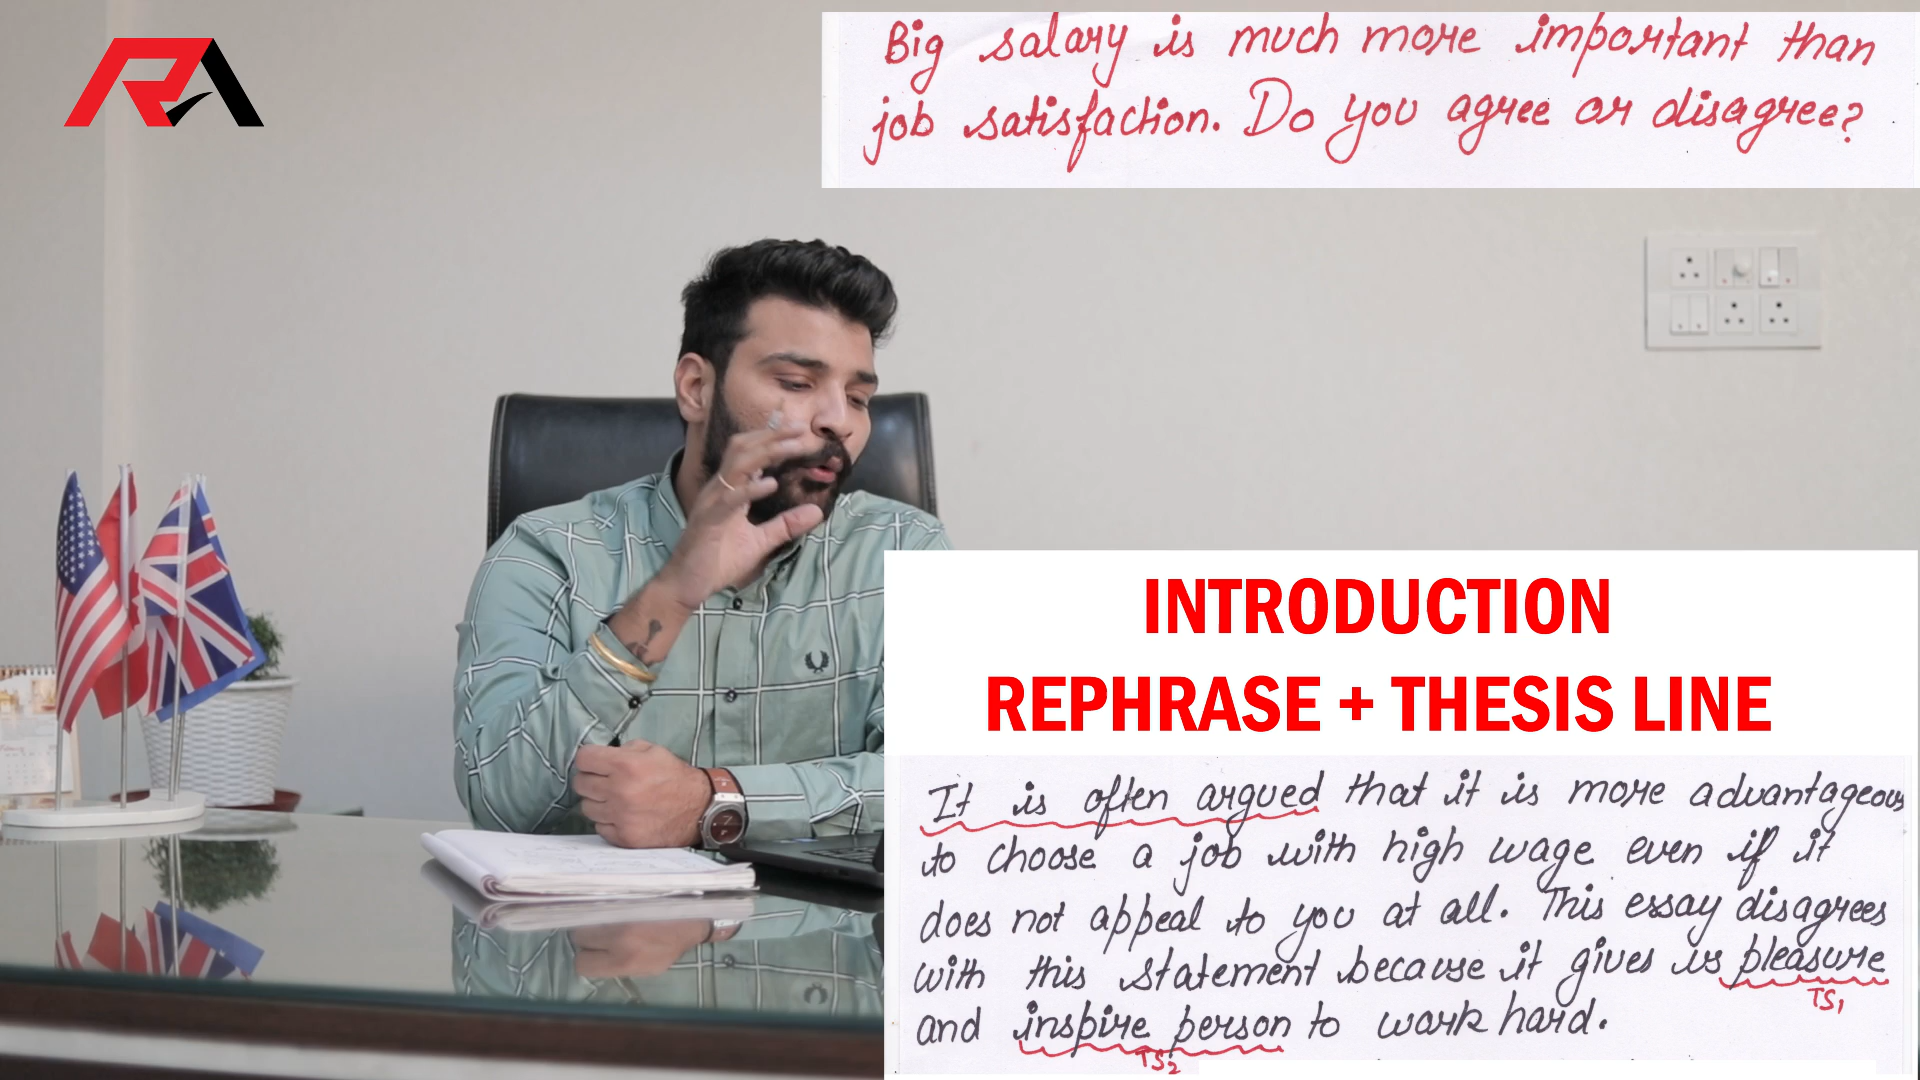 RA
Big salary is much more important than
job satisfaction. Do you agree or disagree?
INTRODUCTION
REPHRASE + THESIS LINE
It is often argued that it is more advantageous
to choose a job with high wage even if it
does not appeal to you at all. This essay disagrees
with this statement because it gives us pleasure
TS1
and inspire person to work hard.
TS2